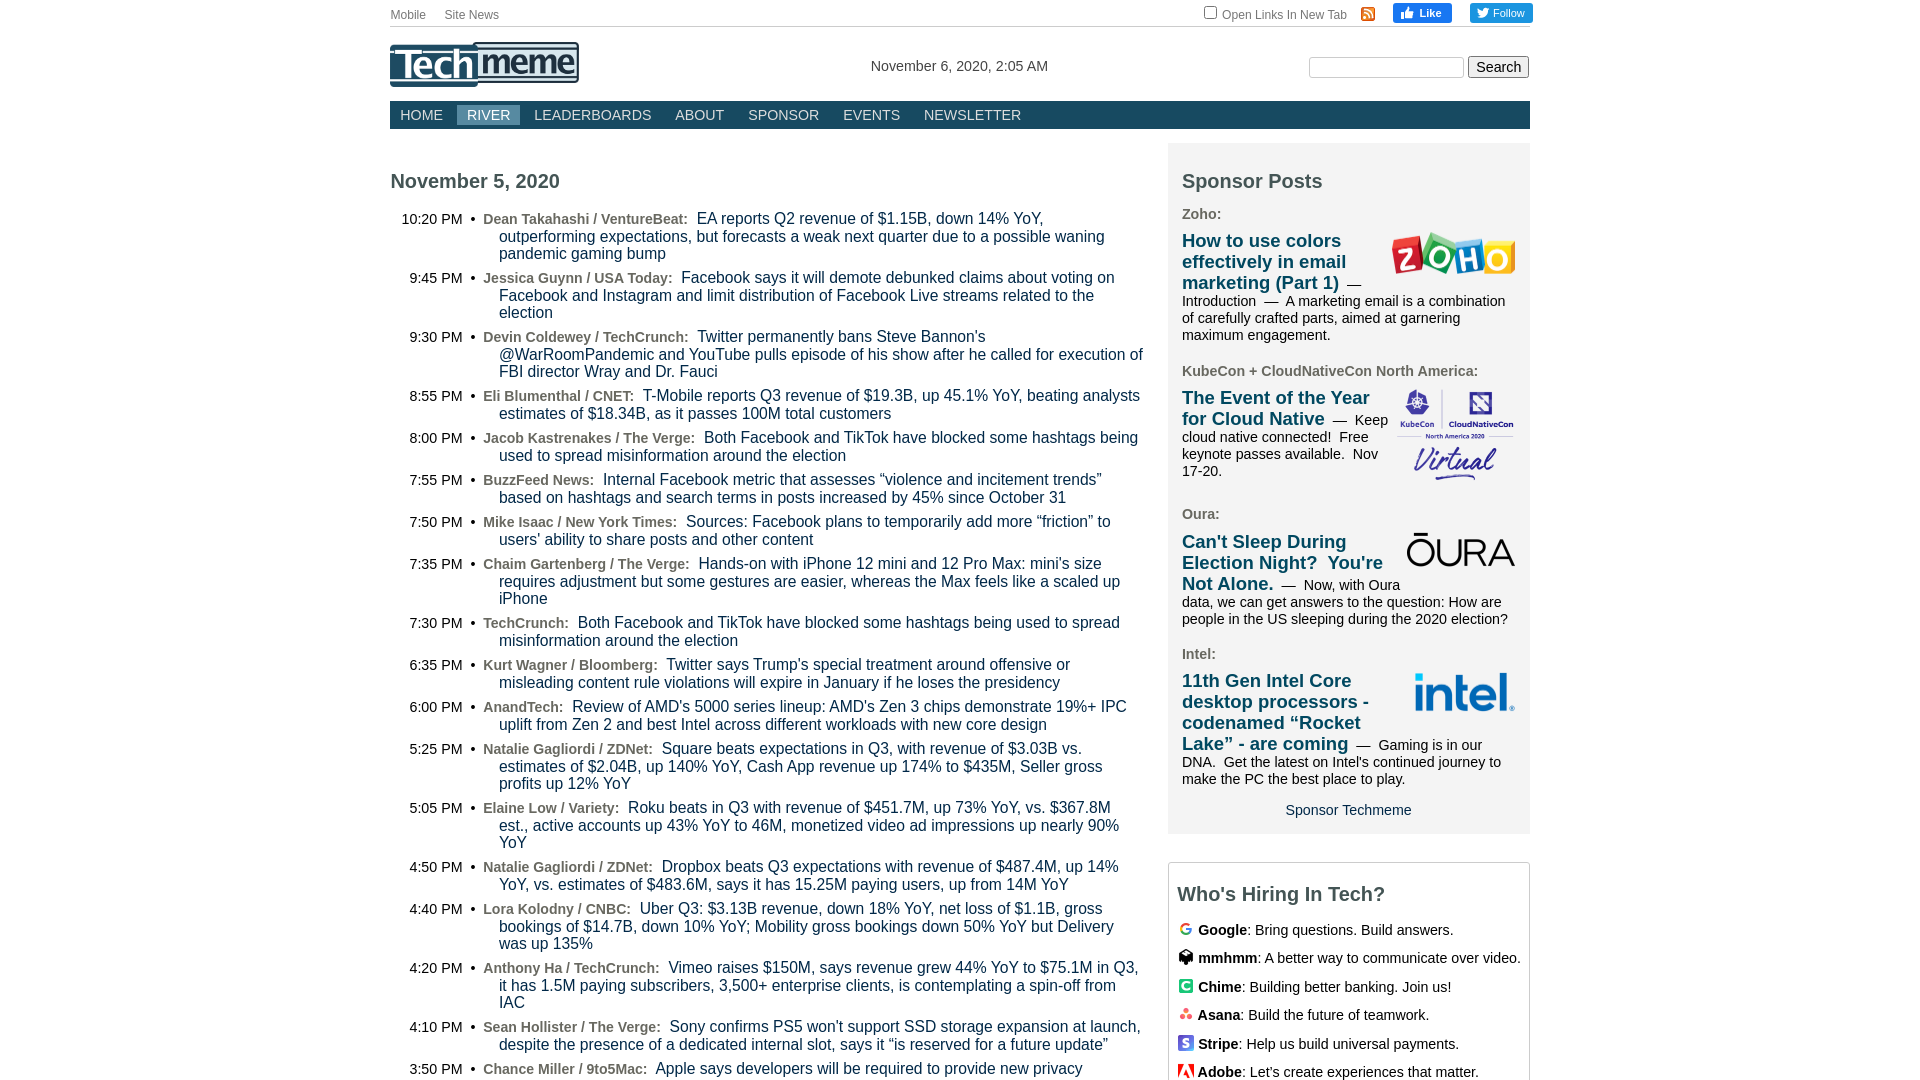 Mobile Site News
Open Links In New Tab Like Follow
Techmeme
November 6, 2020, 2:05 AM
Search
HOME RIVER LEADERBOARDS ABOUT SPONSOR EVENTS NEWSLETTER
November 5, 2020
10:20 PM • Dean Takahashi / VentureBeat: EA reports Q2 revenue of $1.15B, down 14% YoY,
outperforming expectations, but forecasts a weak next quarter due to a possible waning
pandemic gaming bump
9:45 PM • Jessica Guynn / USA Today: Facebook says it will demote debunked claims about voting on
Facebook and Instagram and limit distribution of Facebook Live streams related to the
election
9:30 PM • Devin Coldewey / TechCrunch: Twitter permanently bans Steve Bannon's
@WarRoomPandemic and YouTube pulls episode of his show after he called for execution of
FBI director Wray and Dr. Fauci
8:55 PM • Eli Blumenthal / CNET: T-Mobile reports Q3 revenue of $19.3B, up 45.1% YoY, beating analysts
estimates of $18.34B, as it passes 100M total customers
8:00 PM • Jacob Kastrenakes / The Verge: Both Facebook and TikTok have blocked some hashtags being
used to spread misinformation around the election
7:55 PM • BuzzFeed News: Internal Facebook metric that assesses “violence and incitement trends”
based on hashtags and search terms in posts increased by 45% since October 31
7:50 PM • Mike Isaac / New York Times: Sources: Facebook plans to temporarily add more “friction” to
users' ability to share posts and other content
7:35 PM • Chaim Gartenberg / The Verge: Hands-on with iPhone 12 mini and 12 Pro Max: mini's size
requires adjustment but some gestures are easier, whereas the Max feels like a scaled up
iPhone
7:30 PM • TechCrunch: Both Facebook and TikTok have blocked some hashtags being used to spread
misinformation around the election
6:35 PM • Kurt Wagner / Bloomberg: Twitter says Trump's special treatment around offensive or
misleading content rule violations will expire in January if he loses the presidency
6:00 PM • AnandTech: Review of AMD's 5000 series lineup: AMD's Zen 3 chips demonstrate 19%+ IPC
uplift from Zen 2 and best Intel across different workloads with new core design
5:25 PM • Natalie Gagliordi / ZDNet: Square beats expectations in Q3, with revenue of $3.03B vs.
estimates of $2.04B, up 140% YoY, Cash App revenue up 174% to $435M, Seller gross
profits up 12% YoY
5:05 PM • Elaine Low / Variety: Roku beats in Q3 with revenue of $451.7M, up 73% YoY, vs. $367.8M
est., active accounts up 43% YoY to 46M, monetized video ad impressions up nearly 90%
YoY
4:50 PM • Natalie Gagliordi / ZDNet: Dropbox beats Q3 expectations with revenue of $487.4M, up 14%
YoY, vs. estimates of $483.6M, says it has 15.25M paying users, up from 14M YoY
4:40 PM • Lora Kolodny / CNBC: Uber Q3: $3.13B revenue, down 18% YoY, net loss of $1.1B, gross
bookings of $14.7B, down 10% YoY; Mobility gross bookings down 50% YoY but Delivery
was up 135%
4:20 PM • Anthony Ha / TechCrunch: Vimeo raises $150M, says revenue grew 44% YoY to $75.1M in Q3,
it has 1.5M paying subscribers, 3,500+ enterprise clients, is contemplating a spin-off from
IAC
4:10 PM • Sean Hollister / The Verge: Sony confirms PS5 won't support SSD storage expansion at launch,
despite the presence of a dedicated internal slot, says it “is reserved for a future update”
3:50 PM • Chance Miller / 9to5Mac: Apple says developers will be required to provide new privacy
Sponsor Posts
Zoho:
How to use colors
effectively in email
marketing (Part 1) —
Introduction — A marketing email is a combination
of carefully crafted parts, aimed at garnering
maximum engagement.
ZOHO
KubeCon + CloudNativeCon North America:
The Event of the Year
for Cloud Native — Keep
cloud native connected! Free
keynote passes available. Nov
17-20.
KubeCon CloudNativeCon
North America 2020
Virtual
Oura:
Can't Sleep During
Election Night? You're
Not Alone. — Now, with Oura
data, we can get answers to the question: How are
people in the US sleeping during the 2020 election?
ŌURA
Intel:
11th Gen Intel Core
desktop processors -
codenamed “Rocket
Lake” - are coming — Gaming is in our
DNA. Get the latest on Intel's continued journey to
make the PC the best place to play.
intel®
Sponsor Techmeme
Who's Hiring In Tech?
Google: Bring questions. Build answers.
mmhmm: A better way to communicate over video.
Chime: Building better banking. Join us!
Asana: Build the future of teamwork.
Stripe: Help us build universal payments.
Adobe: Let's create experiences that matter.